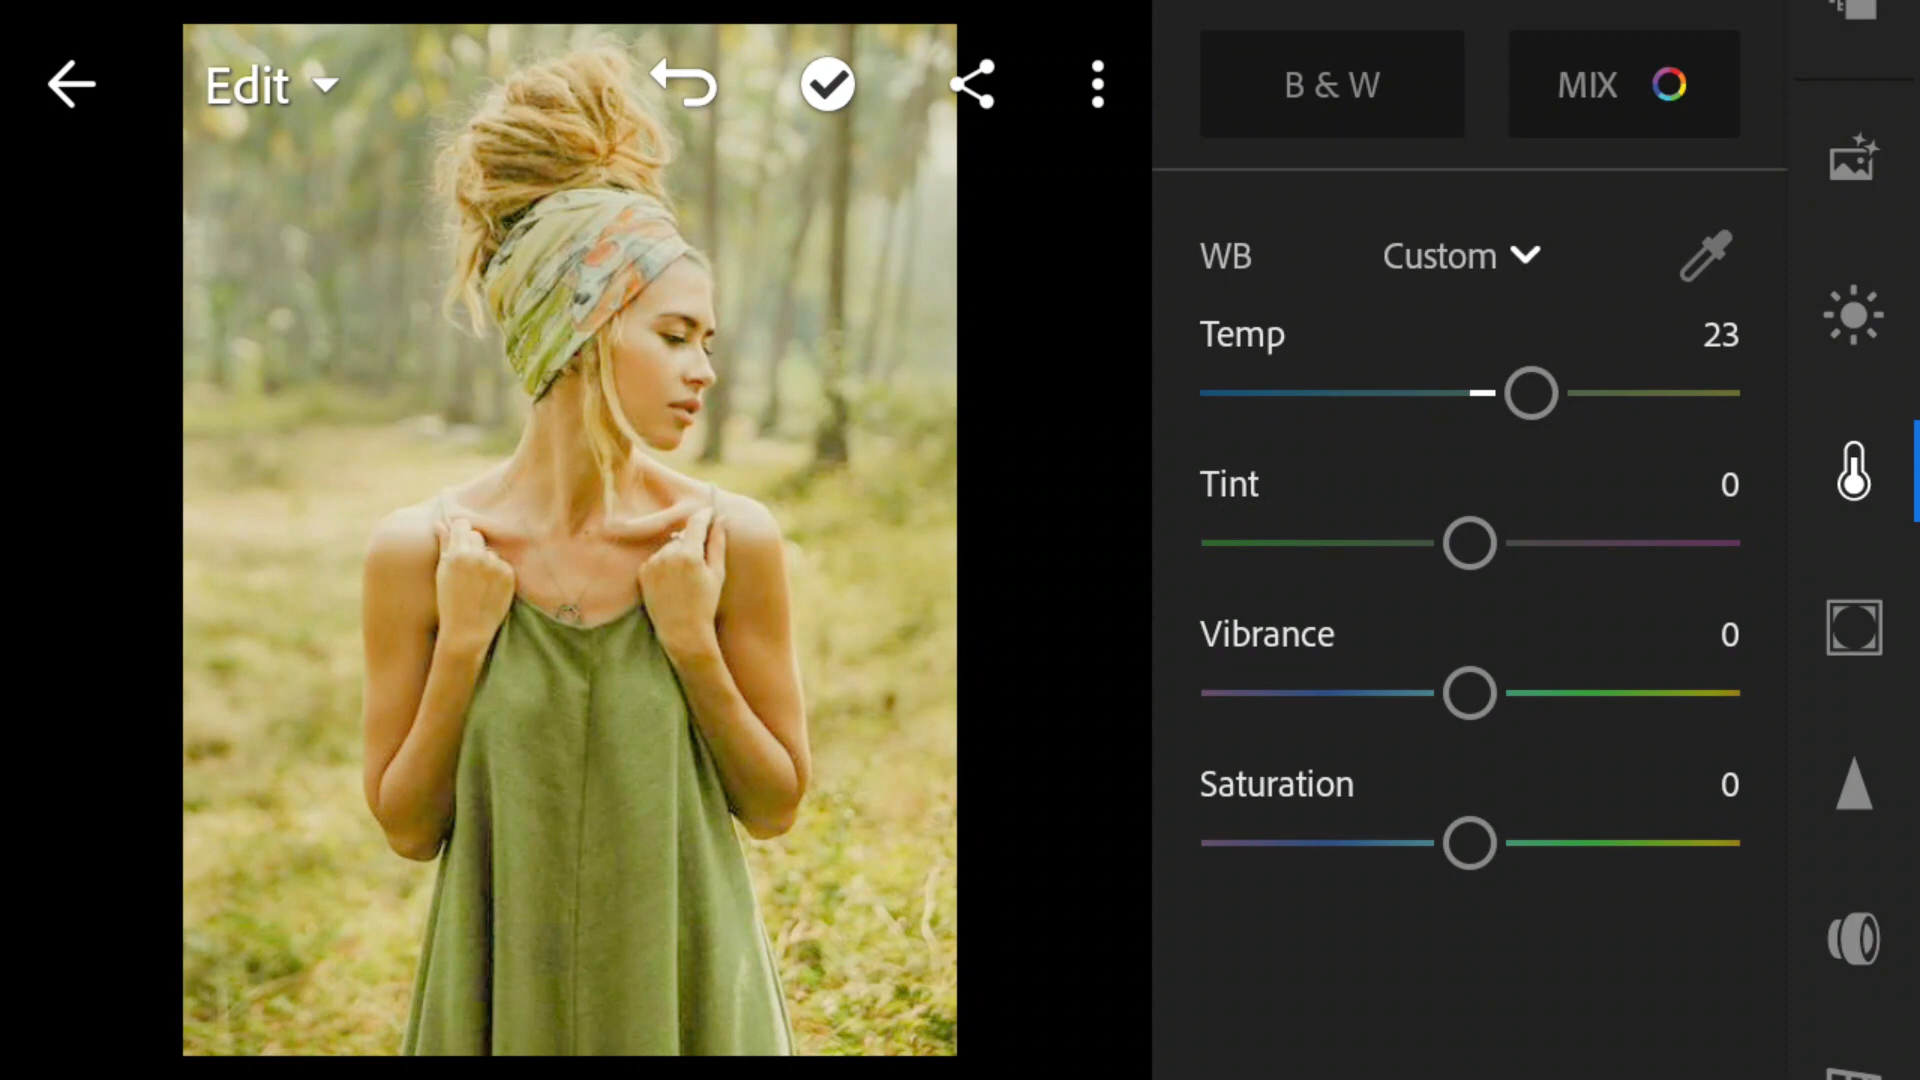 Edit
B & W
MIX
WB Custom
Temp 23
Tint 0
Vibrance 0
Saturation 0